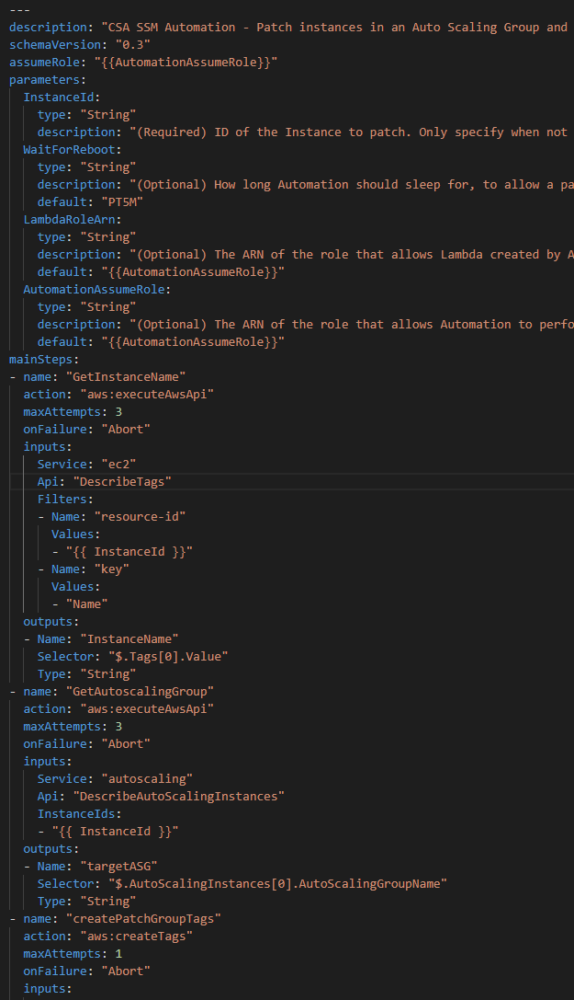 ---
description: "CSA SSM Automation - Patch instances in an Auto Scaling Group and
schemaVersion: "0.3"
assumeRole: "{{AutomationAssumeRole}}"
parameters:
  InstanceId:
    type: "String"
    description: "(Required) ID of the Instance to patch. Only specify when not
  WaitForReboot:
    type: "String"
    description: "(Optional) How long Automation should sleep for, to allow a pa
    default: "PT5M"
  LambdaRoleArn:
    type: "String"
    description: "(Optional) The ARN of the role that allows Lambda created by A
    default: "{{AutomationAssumeRole}}"
  AutomationAssumeRole:
    type: "String"
    description: "(Optional) The ARN of the role that allows Automation to perfo
    default: "{{AutomationAssumeRole}}"
mainSteps:
- name: "GetInstanceName"
  action: "aws:executeAwsApi"
  maxAttempts: 3
  onFailure: "Abort"
  inputs:
    Service: "ec2"
    Api: "DescribeTags"
    Filters:
    - Name: "resource-id"
      Values:
      - "{{ InstanceId }}"
    - Name: "key"
      Values:
      - "Name"
  outputs:
  - Name: "InstanceName"
    Selector: "$.Tags[0].Value"
    Type: "String"
- name: "GetAutoscalingGroup"
  action: "aws:executeAwsApi"
  maxAttempts: 3
  onFailure: "Abort"
  inputs:
    Service: "autoscaling"
    Api: "DescribeAutoScalingInstances"
    InstanceIds:
    - "{{ InstanceId }}"
  outputs:
  - Name: "targetASG"
    Selector: "$.AutoScalingInstances[0].AutoScalingGroupName"
    Type: "String"
- name: "createPatchGroupTags"
  action: "aws:createTags"
  maxAttempts: 1
  onFailure: "Abort"
  inputs: